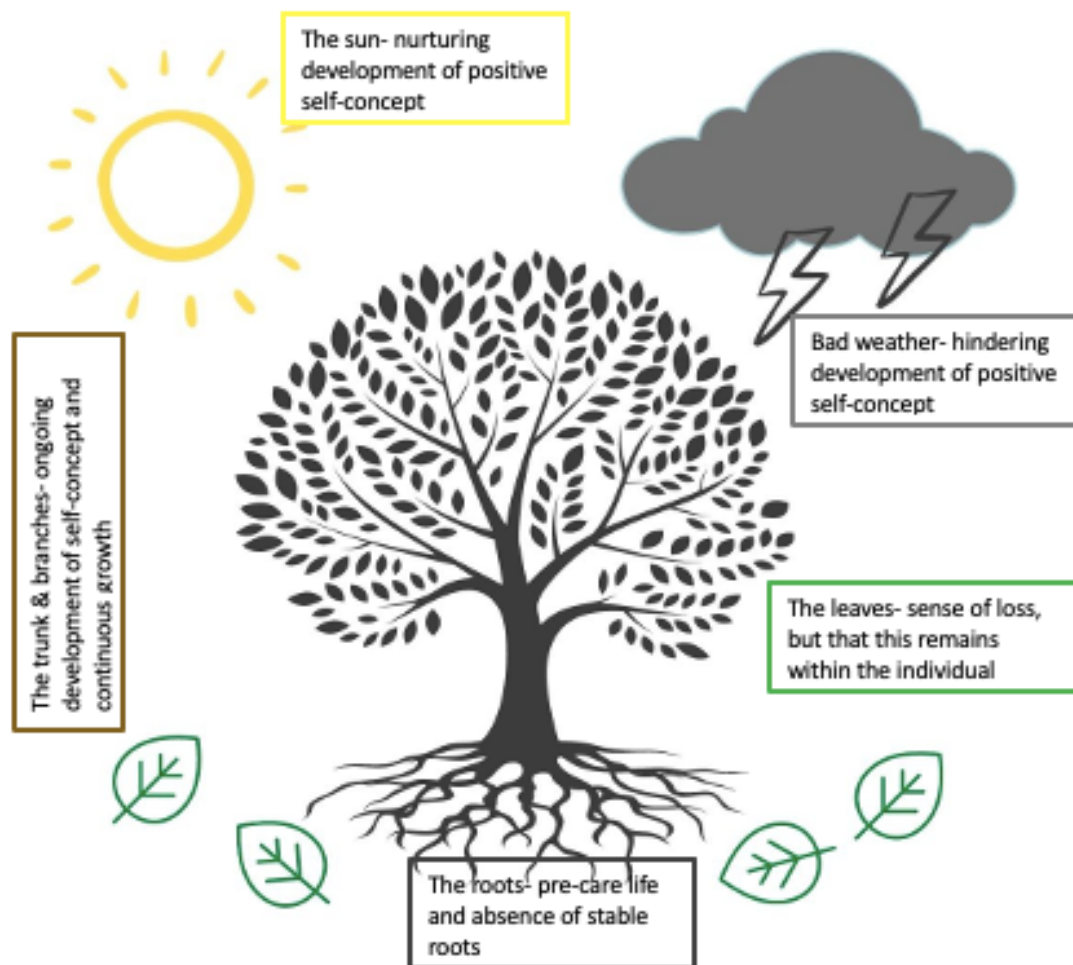 The sun- nurturing
development of positive
self-concept
Bad weather- hindering
development of positive
self-concept
The trunk & branches- ongoing
development of self-concept and
continuous growth
The leaves- sense of loss,
but that this remains
within the individual
The roots- pre-care life
and absence of stable
roots